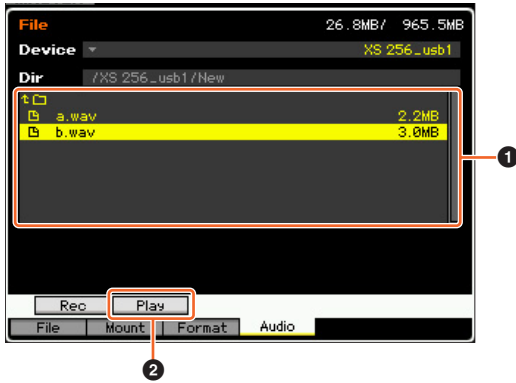 File 26.8MB/ 965.5MB
Device XS 256_usb1
Dir /XS 256_usb1/New
a.wav 2.2MB
b.wav 3.0MB
1
Rec Play
File Mount Format Audio
2